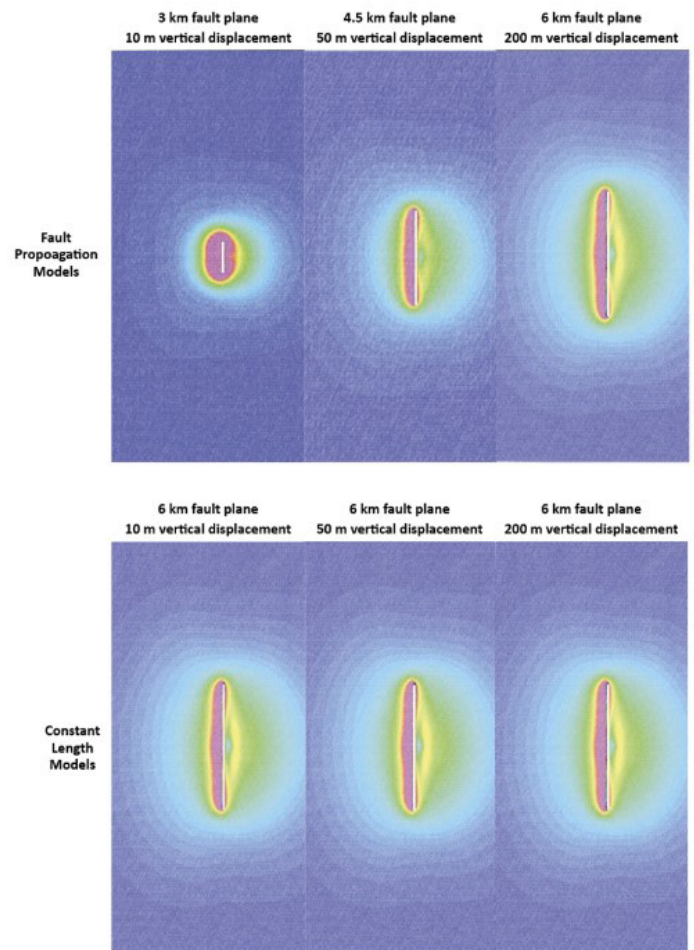 3 km fault plane
10 m vertical displacement
4.5 km fault plane
50 m vertical displacement
6 km fault plane
200 m vertical displacement
Fault
Propoagation
Models
6 km fault plane
10 m vertical displacement
6 km fault plane
50 m vertical displacement
6 km fault plane
200 m vertical displacement
Constant
Length
Models